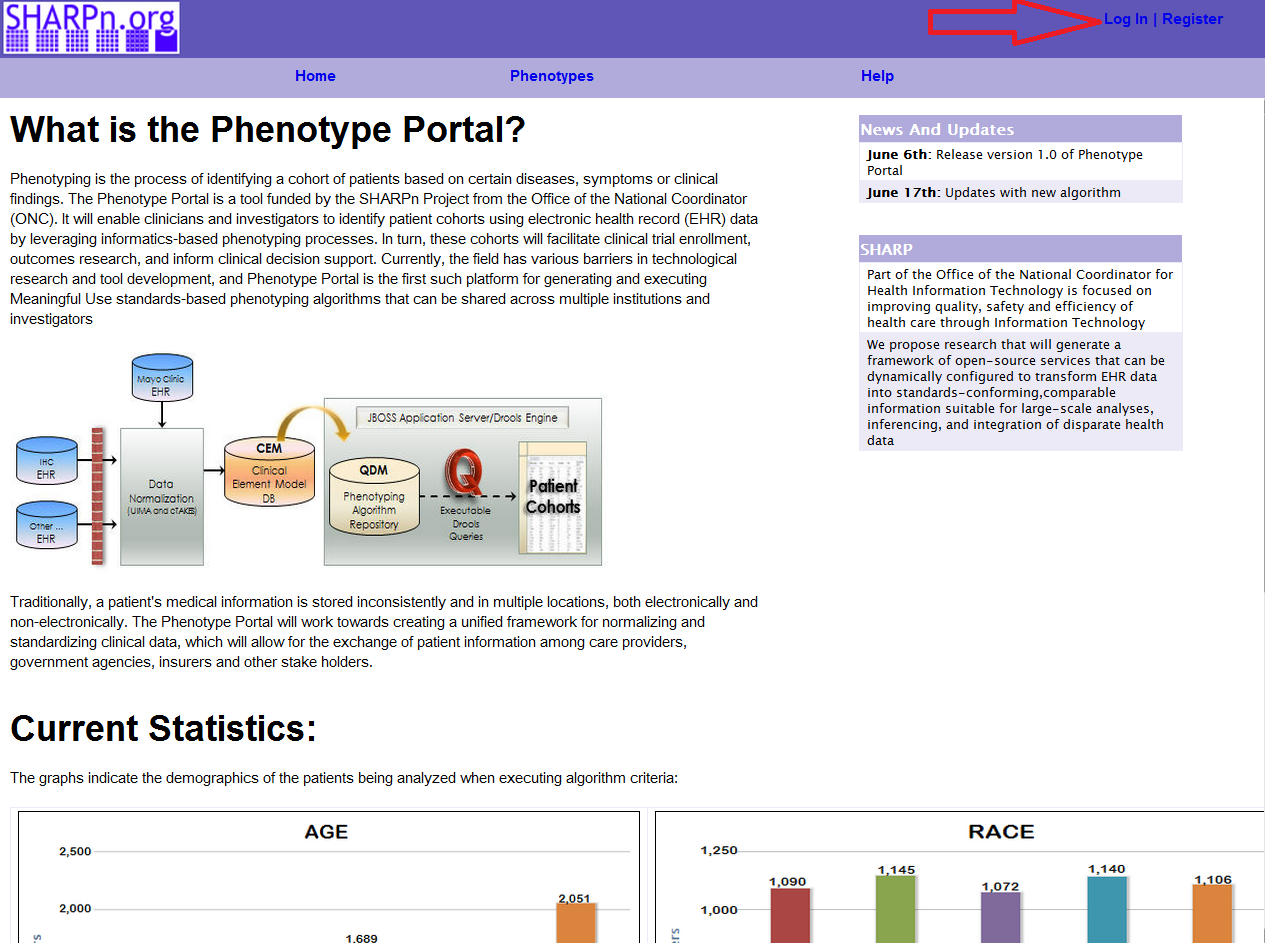 SHARPn.org
Log In | Register
Home
Phenotypes
Help
What is the Phenotype Portal?
Phenotyping is the process of identifying a cohort of patients based on certain diseases, symptoms or clinical
findings. The Phenotype Portal is a tool funded by the SHARPn Project from the Office of the National Coordinator
(ONC). It will enable clinicians and investigators to identify patient cohorts using electronic health record (EHR) data
by leveraging informatics-based phenotyping processes. In turn, these cohorts will facilitate clinical trial enrollment,
outcomes research, and inform clinical decision support. Currently, the field has various barriers in technological
research and tool development, and Phenotype Portal is the first such platform for generating and executing
Meaningful Use standards-based phenotyping algorithms that can be shared across multiple institutions and
investigators
Mayo Clinic
EHR
IHC
EHR
Other ...
EHR
Data
Normalization
(UIMA and cTAKES)
CEM
Clinical
Element Model
DB
JBOSS Application Server/Drools Engine
QDM
Phenotyping
Algorithm
Repository
Q
Executable
Drools
Queries
Patient
Cohorts
Traditionally, a patient's medical information is stored inconsistently and in multiple locations, both electronically and
non-electronically. The Phenotype Portal will work towards creating a unified framework for normalizing and
standardizing clinical data, which will allow for the exchange of patient information among care providers,
government agencies, insurers and other stake holders.
News And Updates
June 6th: Release version 1.0 of Phenotype
Portal
June 17th: Updates with new algorithm
SHARP
Part of the Office of the National Coordinator for
Health Information Technology is focused on
improving quality, safety and efficiency of
health care through Information Technology
We propose research that will generate a
framework of open-source services that can be
dynamically configured to transform EHR data
into standards-conforming,comparable
information suitable for large-scale analyses,
inferencing, and integration of disparate health
data
Current Statistics:
The graphs indicate the demographics of the patients being analyzed when executing algorithm criteria:
AGE
2,500
2,000
2,051
1,689
RACE
1,250
1,000
1,090
1,145
1,072
1,140
1,106